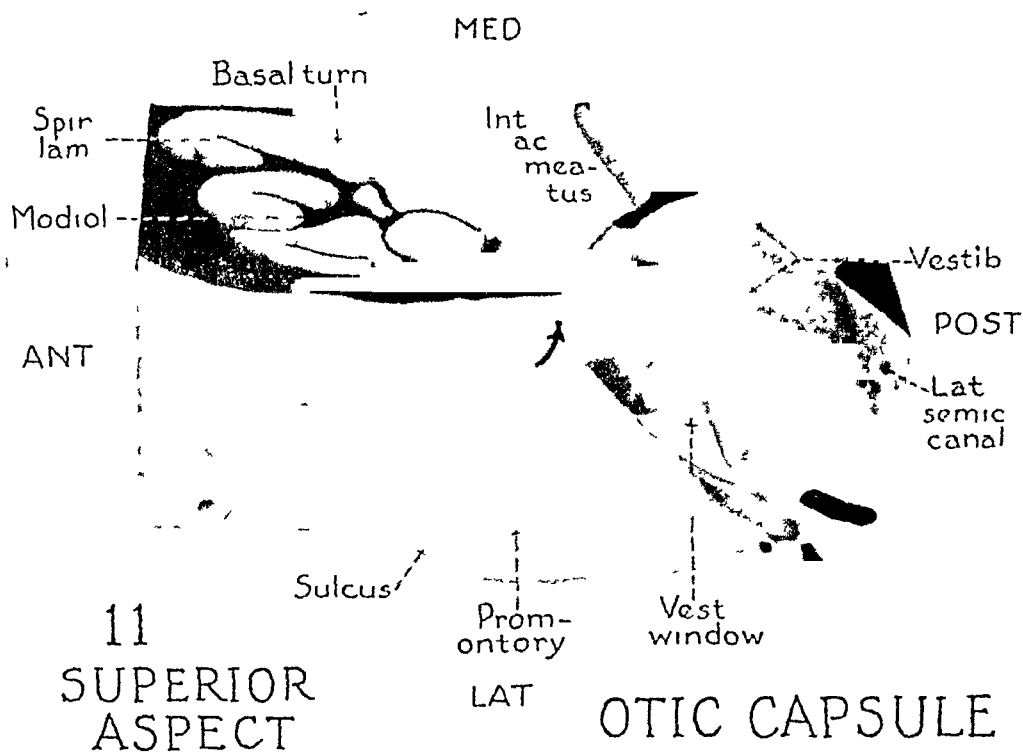 MED
Basal turn
Spir
lam
Int
ac
mea-
tus
Modiol
Vestib
POST
ANT
Lat
semic
canal
Sulcus
Prom-
ontory
Vest
window
11
SUPERIOR
ASPECT
LAT
OTIC CAPSULE